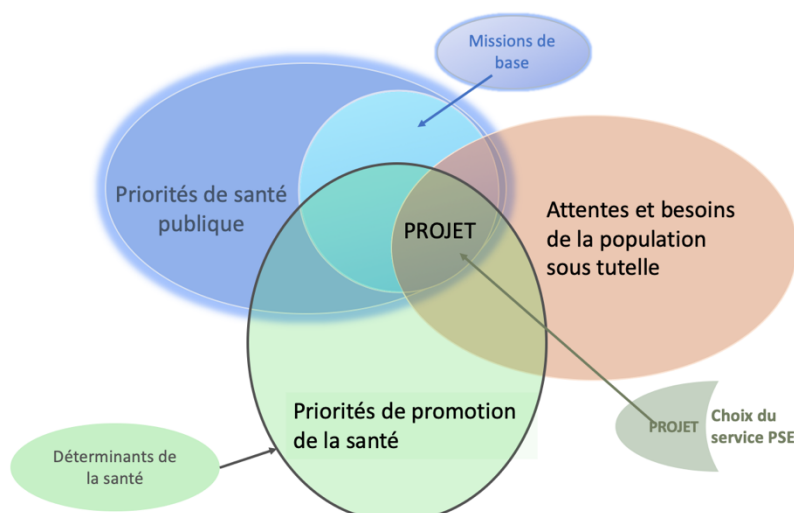 Missions de
base
Priorités de santé
publique
PROJET
Attentes et besoins
de la population
sous tutelle
Priorités de promotion
de la santé
Déterminants de
la santé
PROJET
Choix du
service PSE